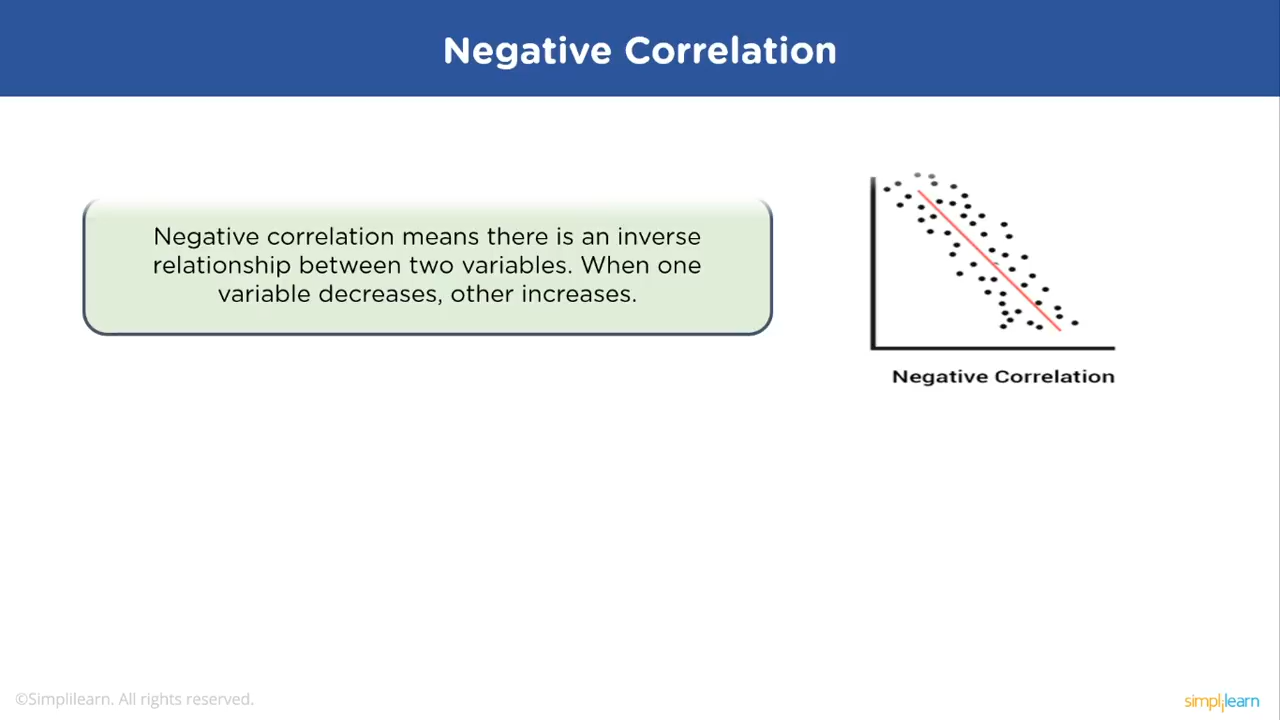 Negative Correlation
Negative correlation means there is an inverse
relationship between two variables. When one
variable decreases, other increases.
Negative Correlation
©Simplilearn. All rights reserved.
simplilearn